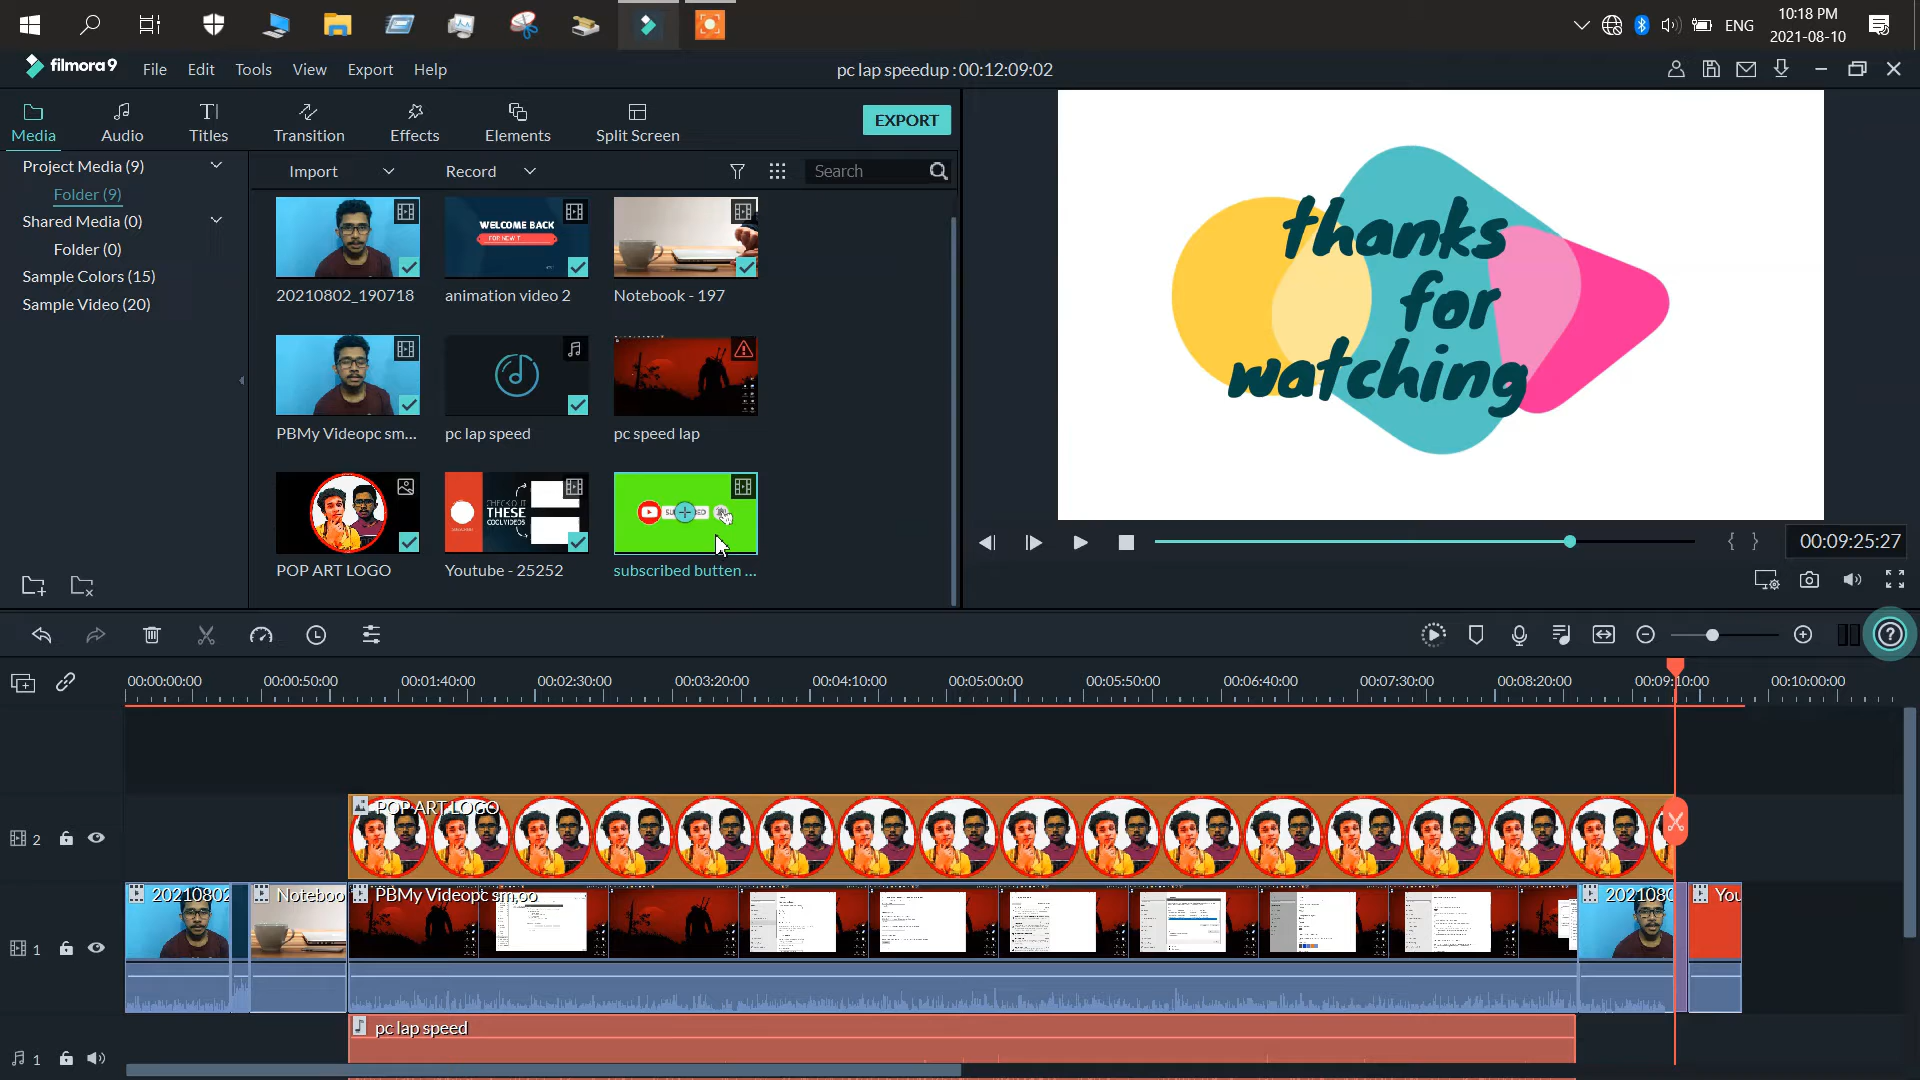 10:18 PM
ENG
2021-08-10
filmora9
File Edit Tools View Export Help
pc lap speedup : 00:12:09:02
Media
Audio
Titles
Transition
Effects
Elements
Split Screen
EXPORT
Project Media (9)
Folder (9)
Shared Media (0)
Folder (0)
Sample Colors (15)
Sample Video (20)
Import
Record
Search
WELCOME BACK
20210802_190718
animation video 2
Notebook - 197
PBMy Videopc sm...
pc lap speed
pc speed lap
CHECKOUT
THESE
COOL VIDEOS
POP ART LOGO
Youtube - 25252
subscribed butten ...
thanks
for
watching
{ }
00:09:25:27
00:00:00:00
00:00:50:00
00:01:40:00
00:02:30:00
00:03:20:00
00:04:10:00
00:05:00:00
00:05:50:00
00:06:40:00
00:07:30:00
00:08:20:00
00:09:10:00
00:10:00:00
2
POP ART LOGO
1
2021080
Noteboo
PBMy Videopc sm,oo
202108
You
1
pc lap speed